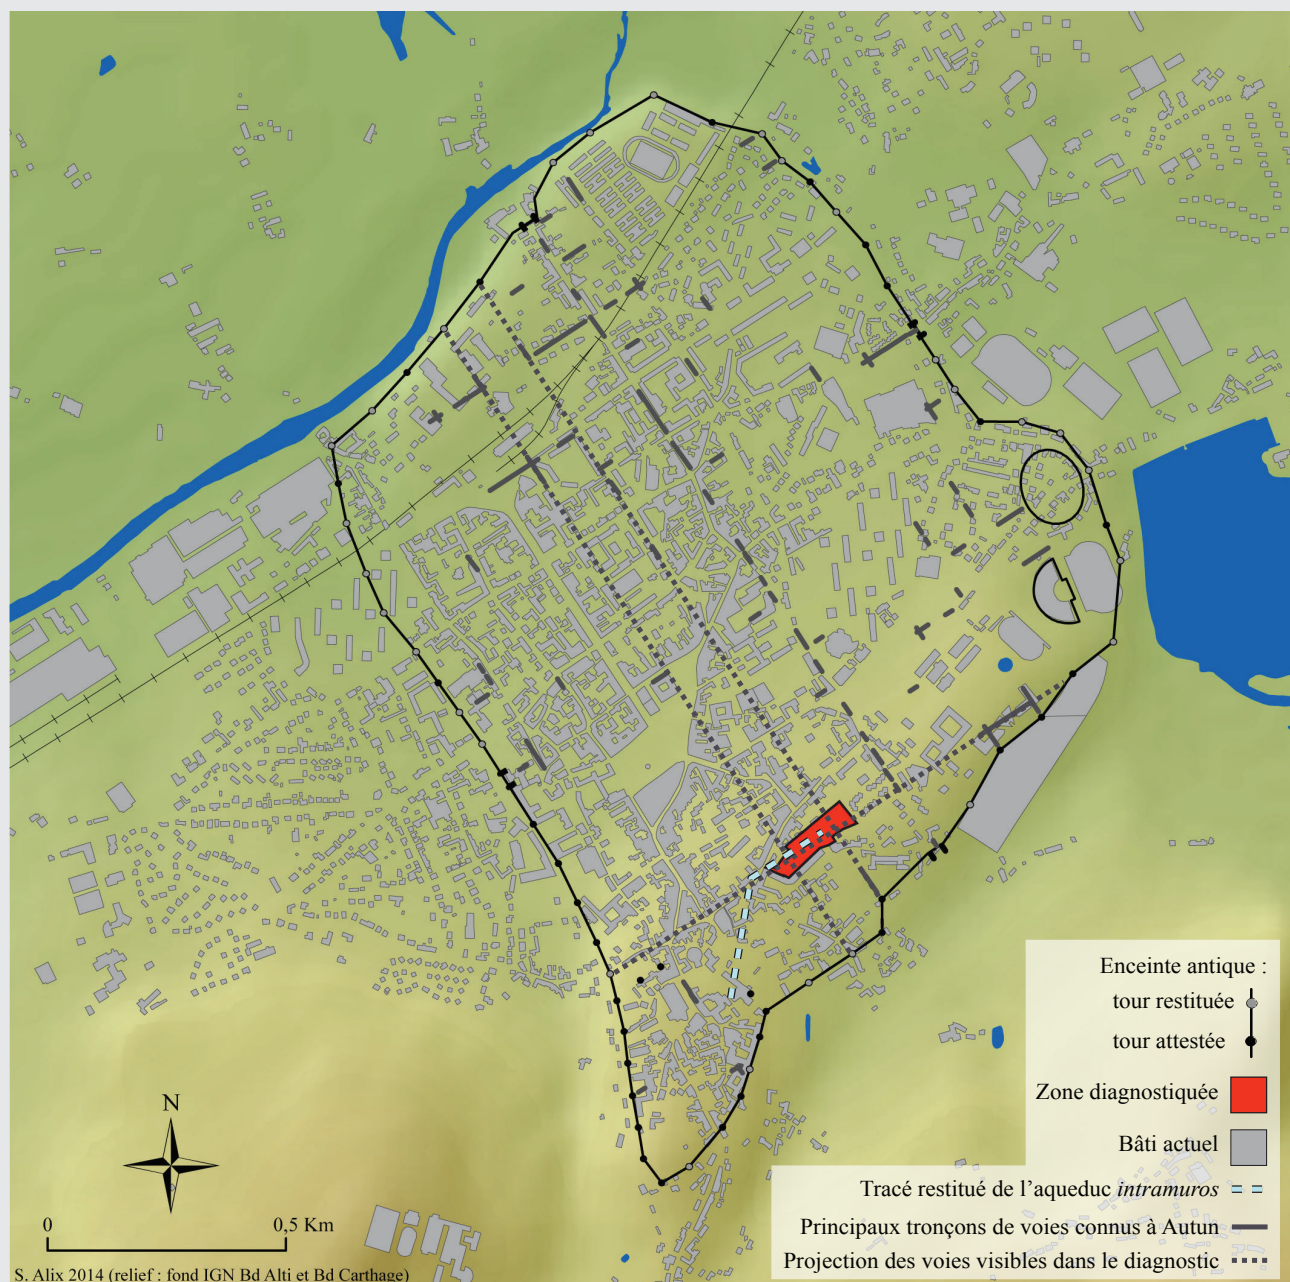 Enceinte antique :
tour restituée
tour attestée
Zone diagnostiquée
Bâti actuel
Tracé restitué de l'aqueduc intramuros
Principaux tronçons de voies connus à Autun
Projection des voies visibles dans le diagnostic
N
0
0,5 Km
S. Alix 2014 (relief : fond IGN Bd Alti et Bd Carthage)